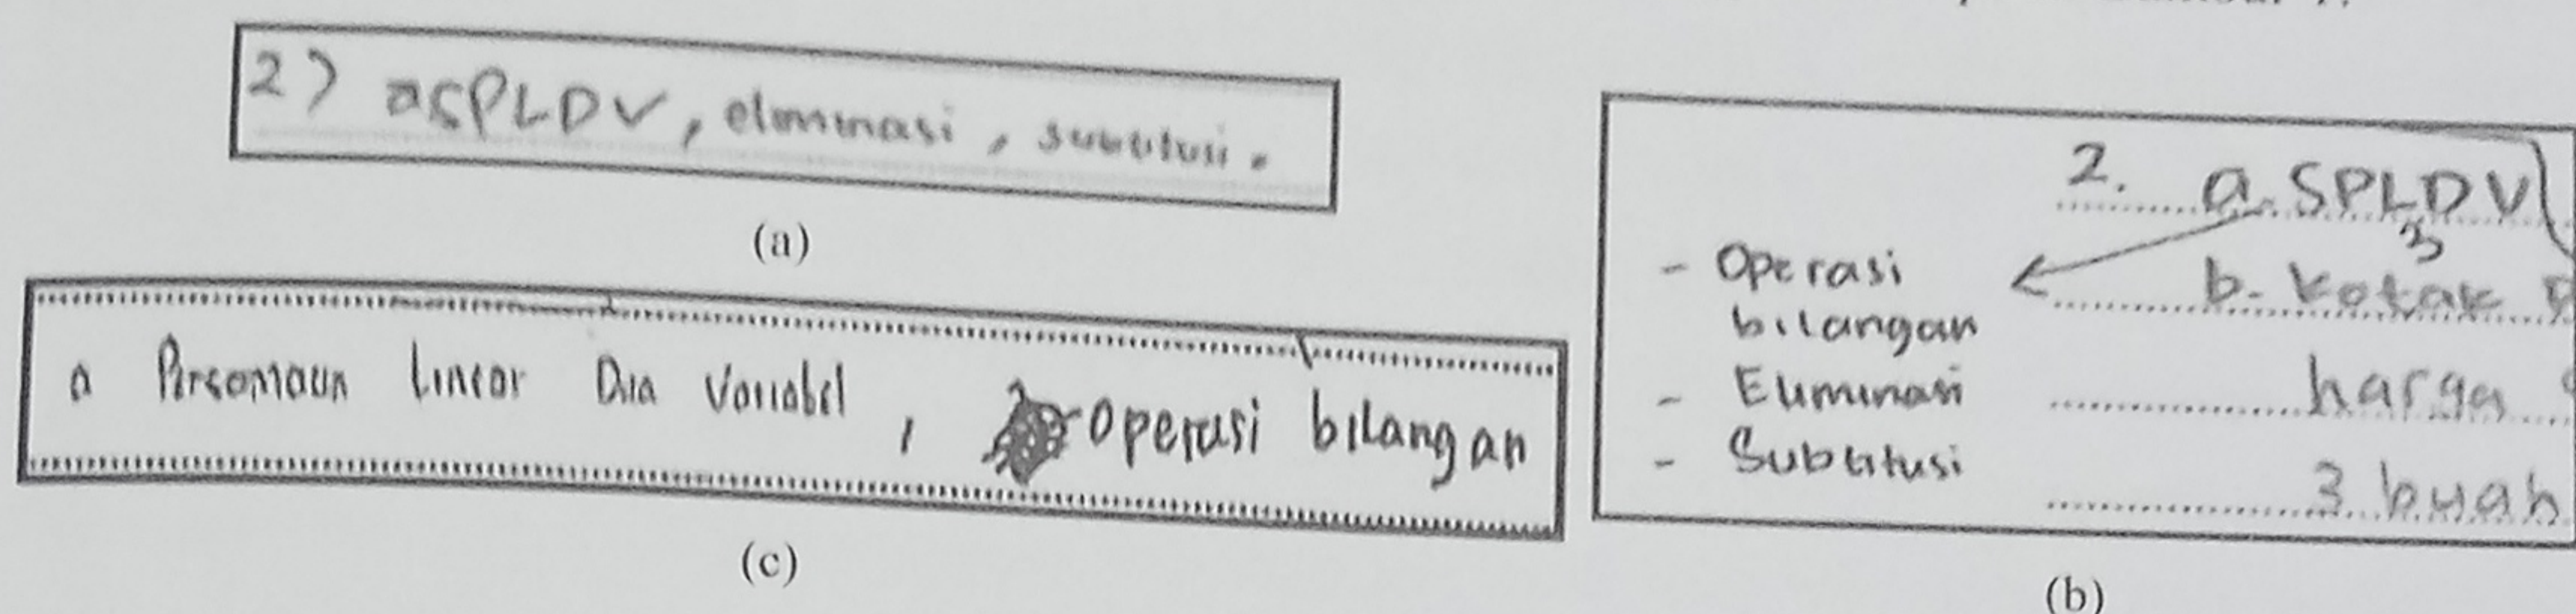 2) a SPLDV, eliminasi, subtitusi.
(a)
a Persamaan Linear Dua Variabel, operasi bilangan
(c)
2. a. SPLDV
3
b. kotak
harga
3 buah
- Operasi
bilangan
- Eliminasi
- Subtitusi
(b)